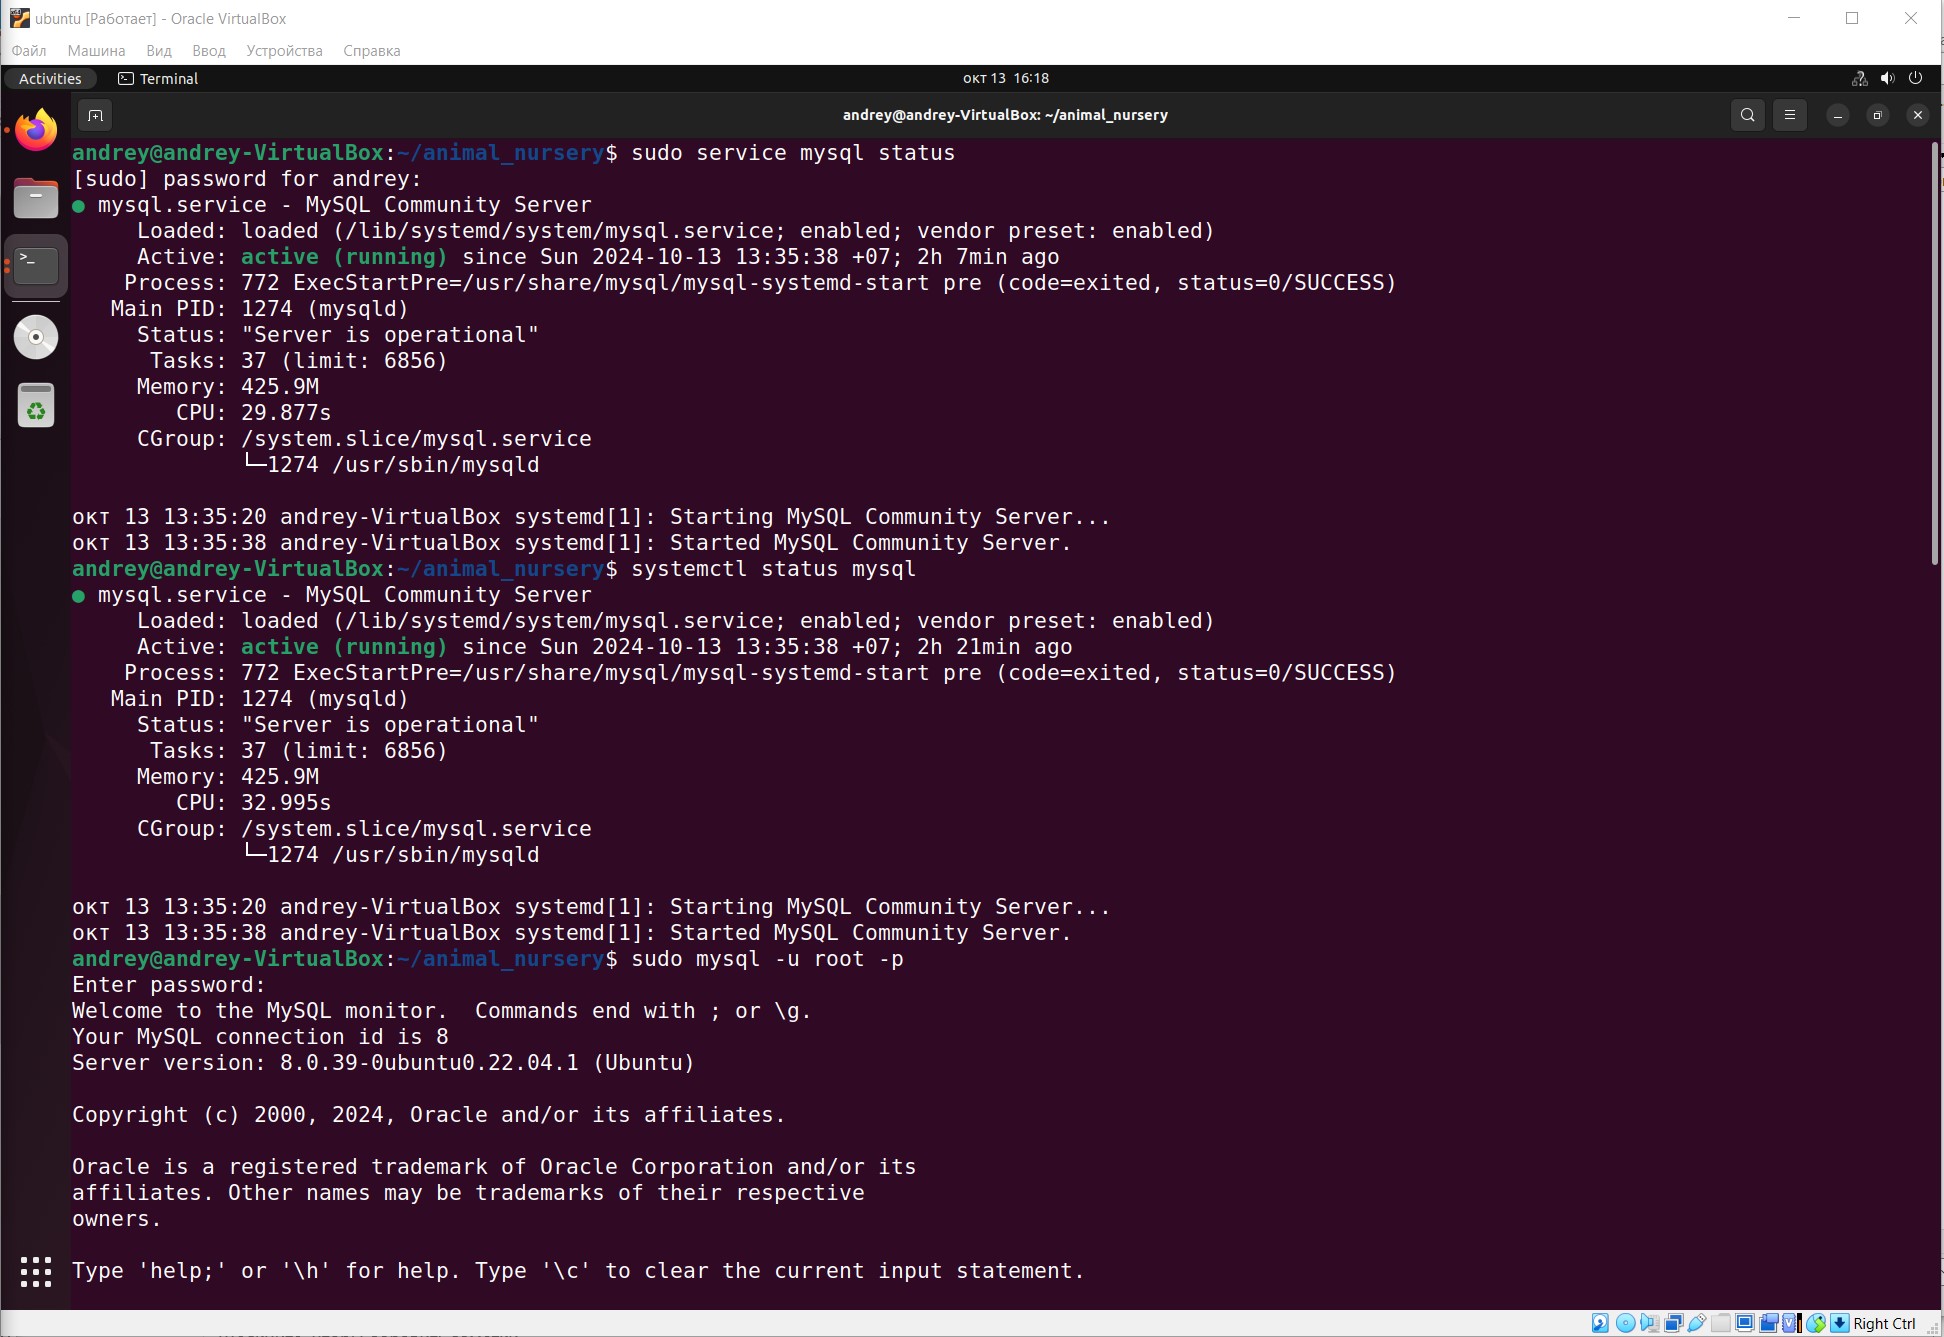 ubuntu [Работает] - Oracle VirtualBox
Файл Машина Вид Ввод Устройства Справка
Activities Terminal окт 13 16:18
andrey@andrey-VirtualBox: ~/animal_nursery
andrey@andrey-VirtualBox:~/animal_nursery$ sudo service mysql status
[sudo] password for andrey:
● mysql.service - MySQL Community Server
     Loaded: loaded (/lib/systemd/system/mysql.service; enabled; vendor preset: enabled)
     Active: active (running) since Sun 2024-10-13 13:35:38 +07; 2h 7min ago
    Process: 772 ExecStartPre=/usr/share/mysql/mysql-systemd-start pre (code=exited, status=0/SUCCESS)
   Main PID: 1274 (mysqld)
     Status: "Server is operational"
      Tasks: 37 (limit: 6856)
     Memory: 425.9M
        CPU: 29.877s
     CGroup: /system.slice/mysql.service
             └─1274 /usr/sbin/mysqld
окт 13 13:35:20 andrey-VirtualBox systemd[1]: Starting MySQL Community Server...
окт 13 13:35:38 andrey-VirtualBox systemd[1]: Started MySQL Community Server.
andrey@andrey-VirtualBox:~/animal_nursery$ systemctl status mysql
● mysql.service - MySQL Community Server
     Loaded: loaded (/lib/systemd/system/mysql.service; enabled; vendor preset: enabled)
     Active: active (running) since Sun 2024-10-13 13:35:38 +07; 2h 21min ago
    Process: 772 ExecStartPre=/usr/share/mysql/mysql-systemd-start pre (code=exited, status=0/SUCCESS)
   Main PID: 1274 (mysqld)
     Status: "Server is operational"
      Tasks: 37 (limit: 6856)
     Memory: 425.9M
        CPU: 32.995s
     CGroup: /system.slice/mysql.service
             └─1274 /usr/sbin/mysqld
окт 13 13:35:20 andrey-VirtualBox systemd[1]: Starting MySQL Community Server...
окт 13 13:35:38 andrey-VirtualBox systemd[1]: Started MySQL Community Server.
andrey@andrey-VirtualBox:~/animal_nursery$ sudo mysql -u root -p
Enter password:
Welcome to the MySQL monitor.  Commands end with ; or \g.
Your MySQL connection id is 8
Server version: 8.0.39-0ubuntu0.22.04.1 (Ubuntu)
Copyright (c) 2000, 2024, Oracle and/or its affiliates.
Oracle is a registered trademark of Oracle Corporation and/or its
affiliates. Other names may be trademarks of their respective
owners.
Type 'help;' or '\h' for help. Type '\c' to clear the current input statement.
Right Ctrl